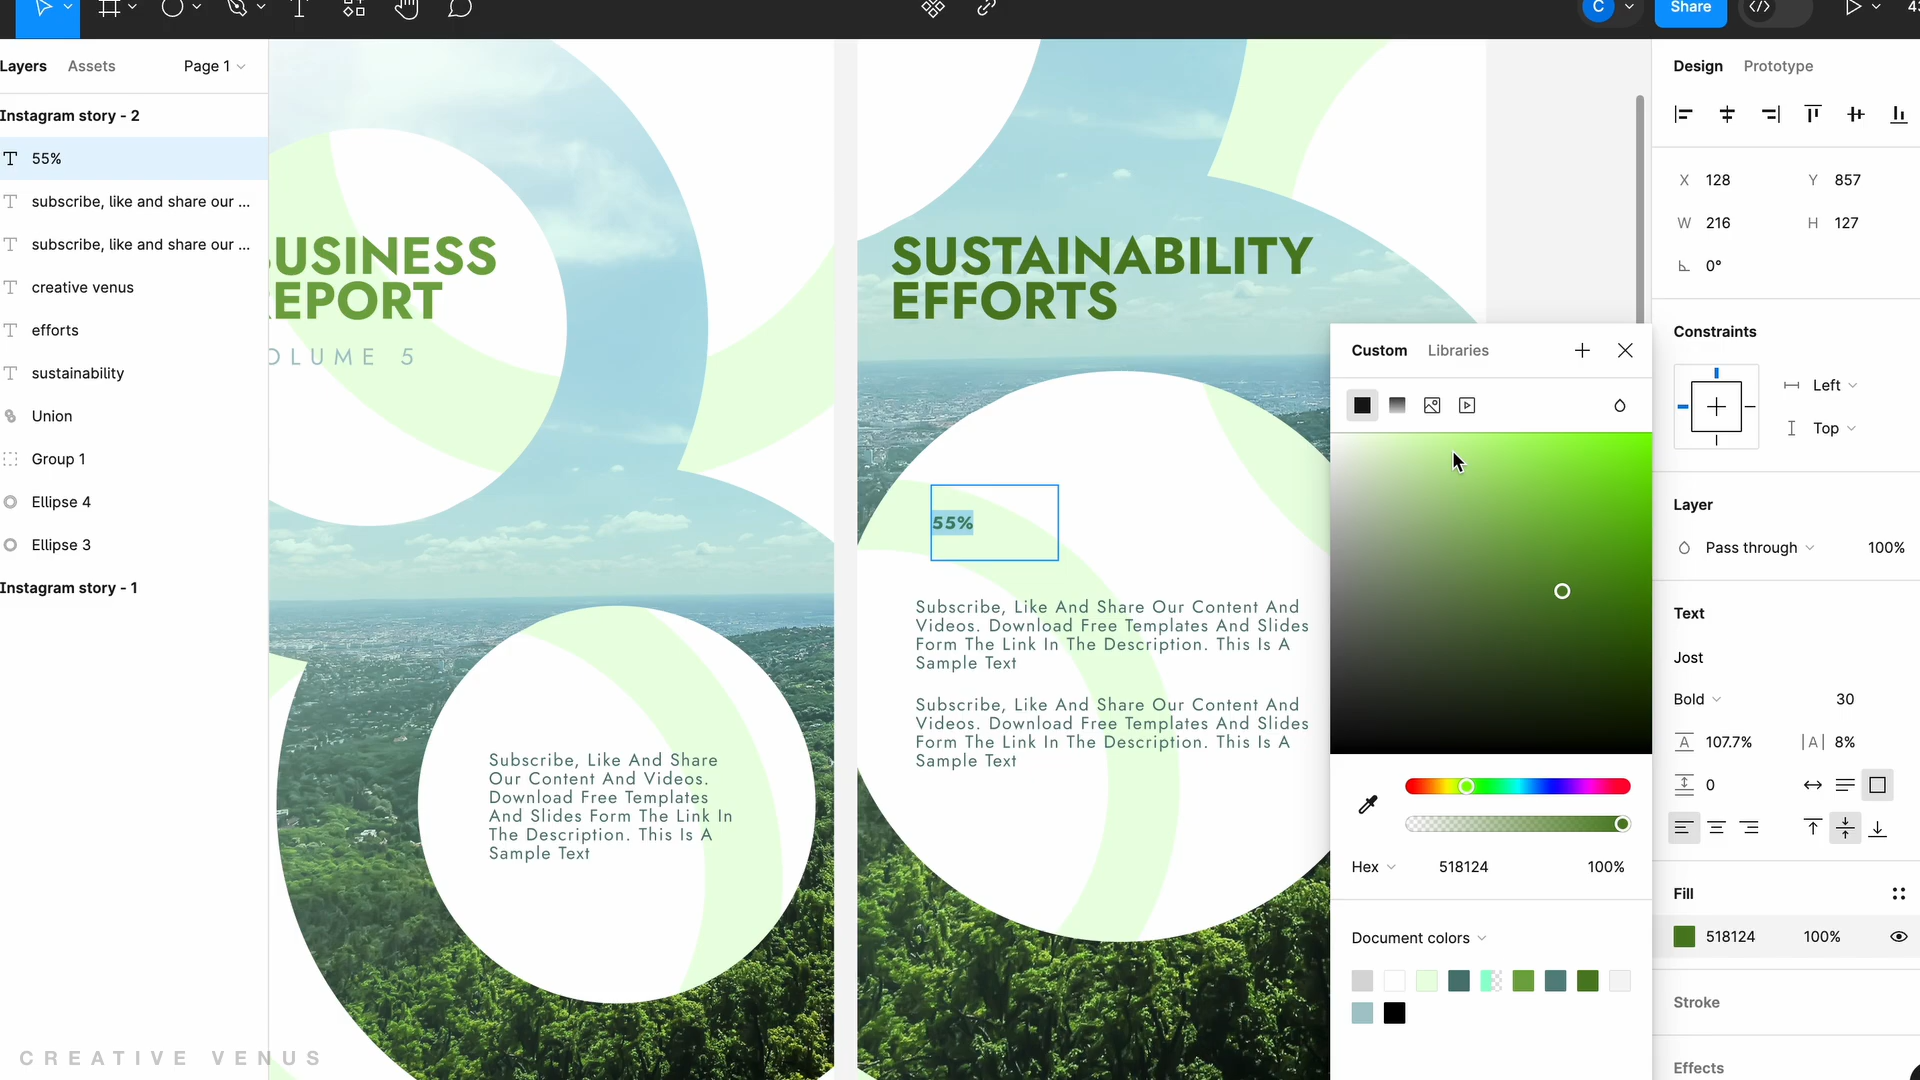 Share
43
Layers Assets Page 1
Instagram story - 2
55%
subscribe, like and share our ...
subscribe, like and share our ...
creative venus
efforts
sustainability
Union
Group 1
Ellipse 4
Ellipse 3
Instagram story - 1
C
BUSINESS
REPORT
OLUME 5
Subscribe, Like And Share
Our Content And Videos.
Download Free Templates
And Slides Form The Link In
The Description. This Is A
Sample Text
SUSTAINABILITY
EFFORTS
55%
Subscribe, Like And Share Our Content And
Videos. Download Free Templates And Slides
Form The Link In The Description. This Is A
Sample Text
Subscribe, Like And Share Our Content And
Videos. Download Free Templates And Slides
Form The Link In The Description. This Is A
Sample Text
Custom Libraries
Hex 518124 100%
Document colors
Design Prototype
X 128 Y 857
W 216 H 127
0°
Constraints
Left
Top
Layer
Pass through 100%
Text
Jost
Bold 30
107.7% 8%
0
Fill
518124 100%
Stroke
Effects
CREATIVE VENUS